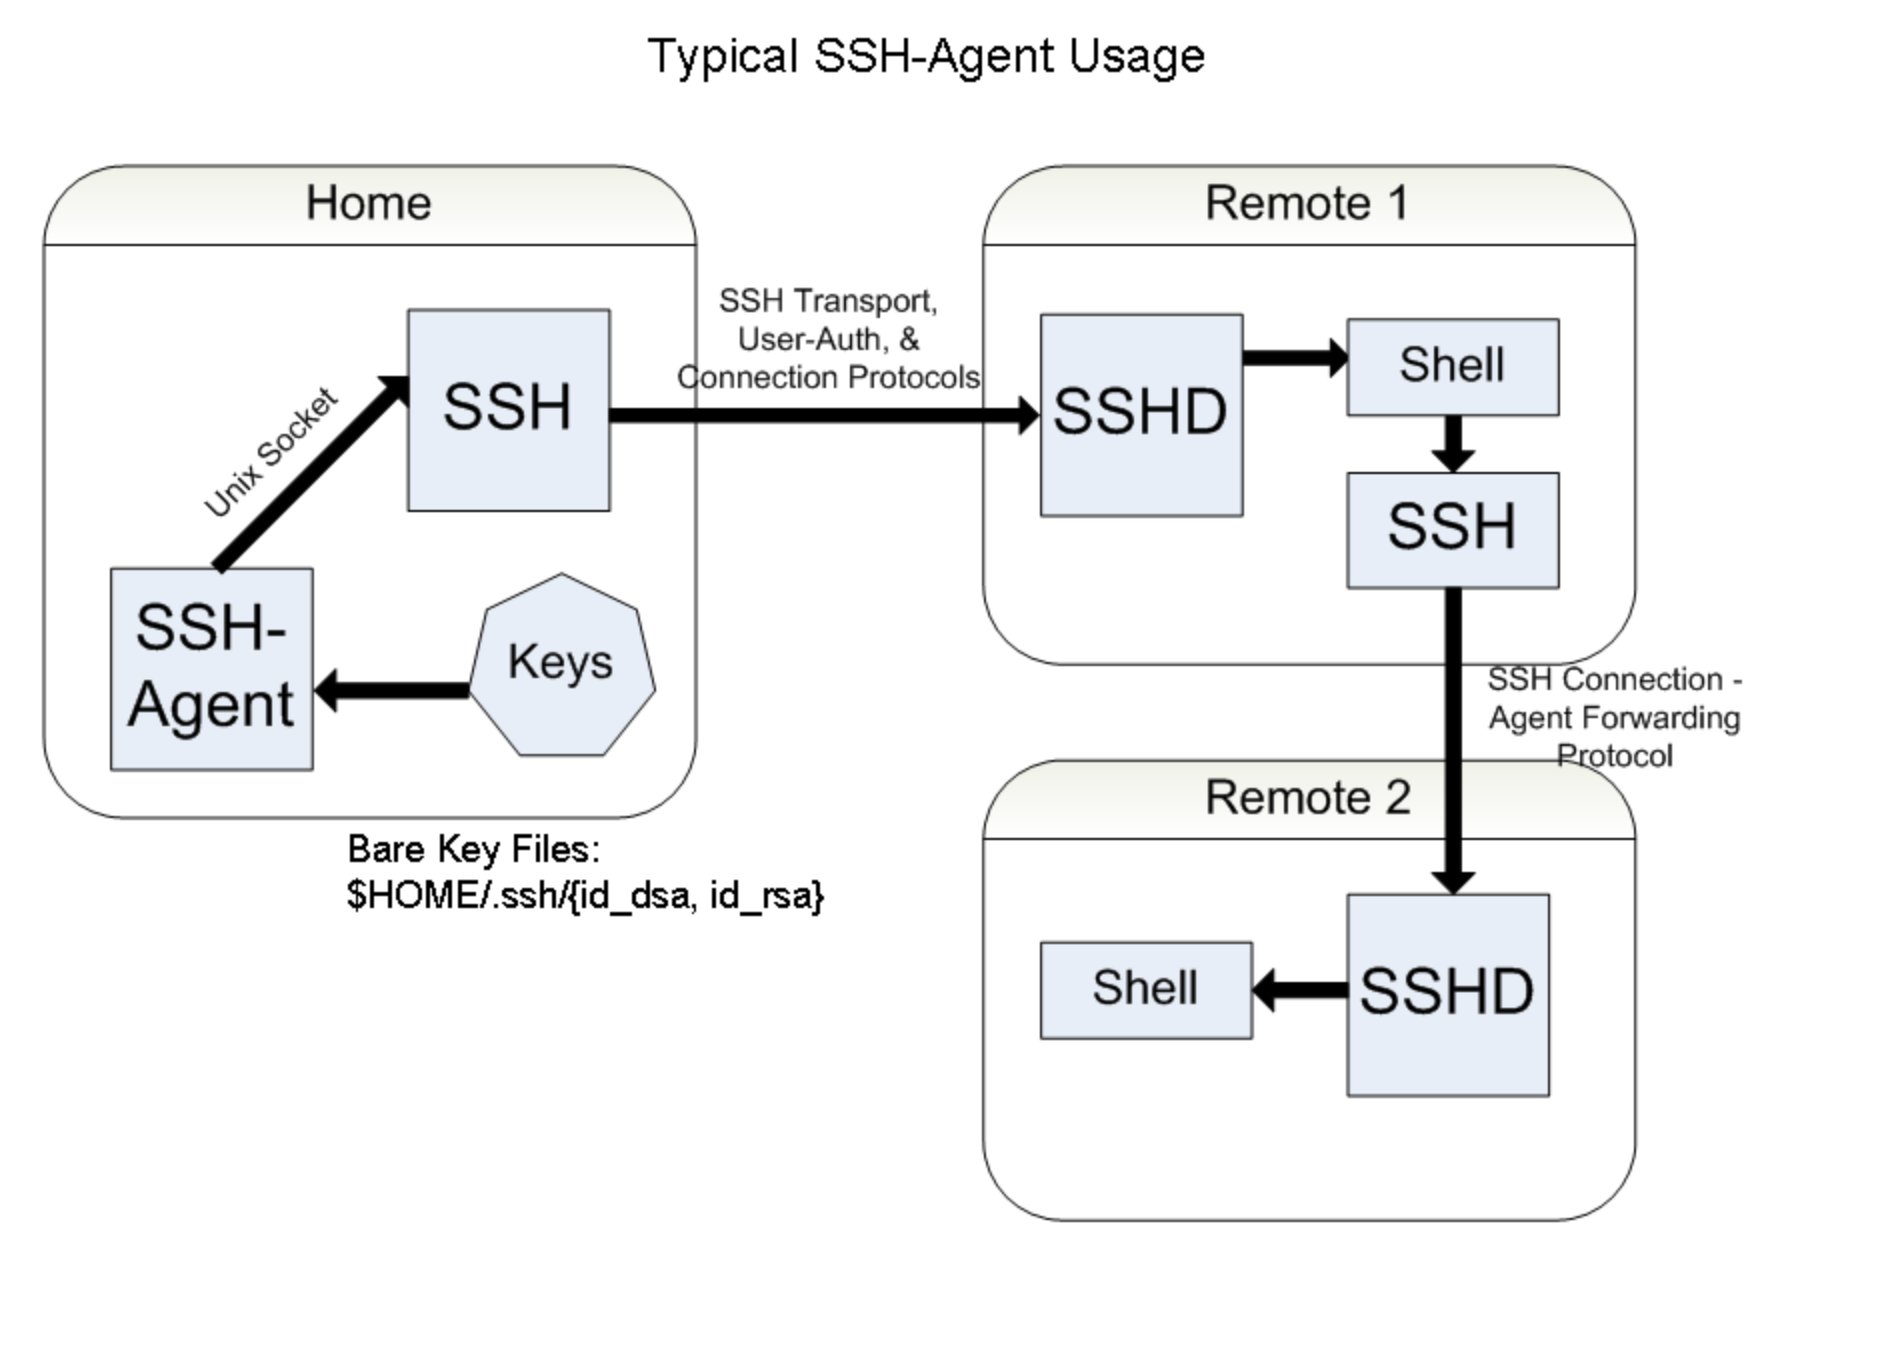 Typical SSH-Agent Usage
Home
SSH
Unix Socket
SSH-
Agent
Keys
Bare Key Files:
$HOME/.ssh/{id_dsa, id_rsa}
SSH Transport,
User-Auth, &
Connection Protocols
Remote 1
SSHD
Shell
SSH
SSH Connection -
Agent Forwarding
Protocol
Remote 2
Shell
SSHD